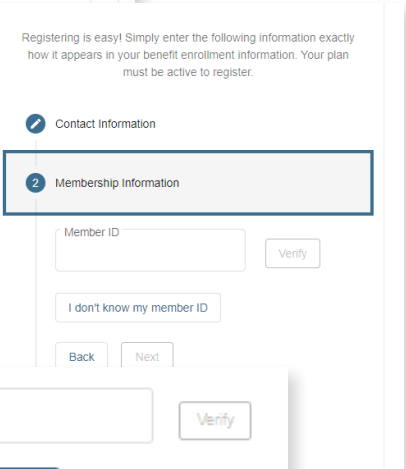 Registering is easy! Simply enter the following information exactly
how it appears in your benefit enrollment information. Your plan
must be active to register.
Contact Information
2 Membership Information
Member ID
Verify
I don't know my member ID
Back Next
Verify